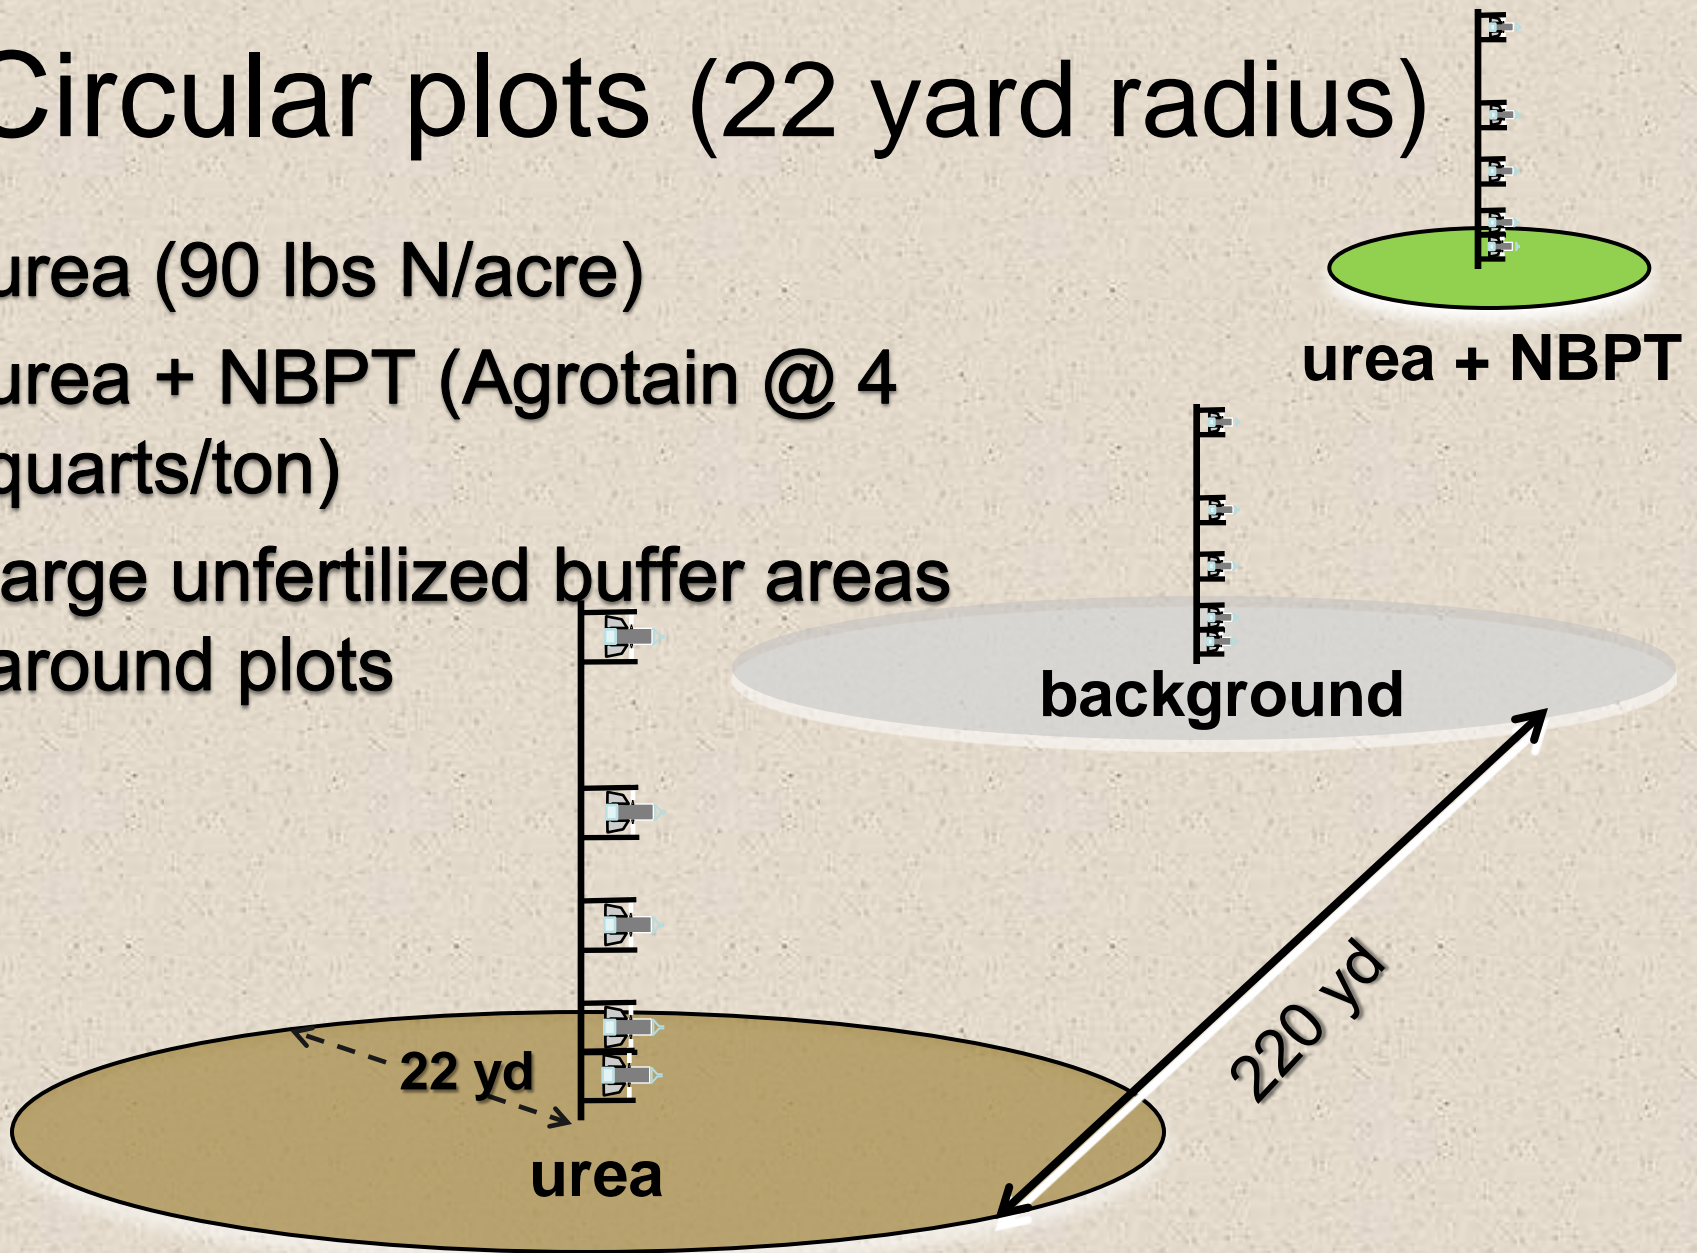 Circular plots (22 yard radius)
urea (90 lbs N/acre)
urea + NBPT (Agrotain @ 4
quarts/ton)
large unfertilized buffer areas
around plots
urea + NBPT
background
22 yd
220 yd
urea